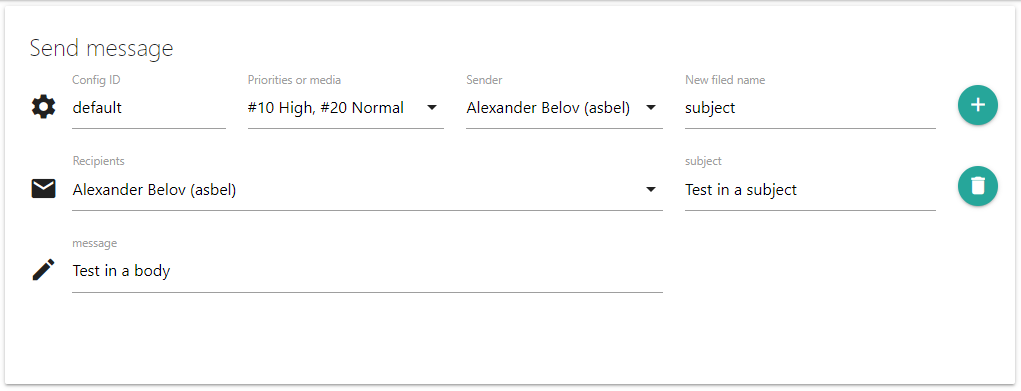 Send message
Config ID
Priorities or media
Sender
New filed name
default
#10 High, #20 Normal
Alexander Belov (asbel)
subject
Recipients
subject
Alexander Belov (asbel)
Test in a subject
message
Test in a body